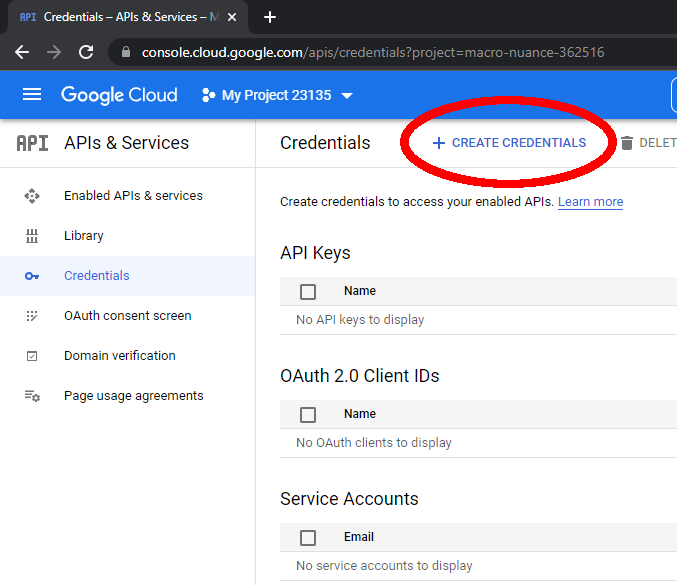 API Credentials – APIs & Services – M
console.cloud.google.com/apis/credentials?project=macro-nuance-362516
Google Cloud My Project 23135
API APIs & Services
Credentials
CREATE CREDENTIALS
DELET
Enabled APIs & services
Library
Credentials
OAuth consent screen
Domain verification
Page usage agreements
Create credentials to access your enabled APIs. Learn more
API Keys
Name
No API keys to display
OAuth 2.0 Client IDs
Name
No OAuth clients to display
Service Accounts
Email
No service accounts to display